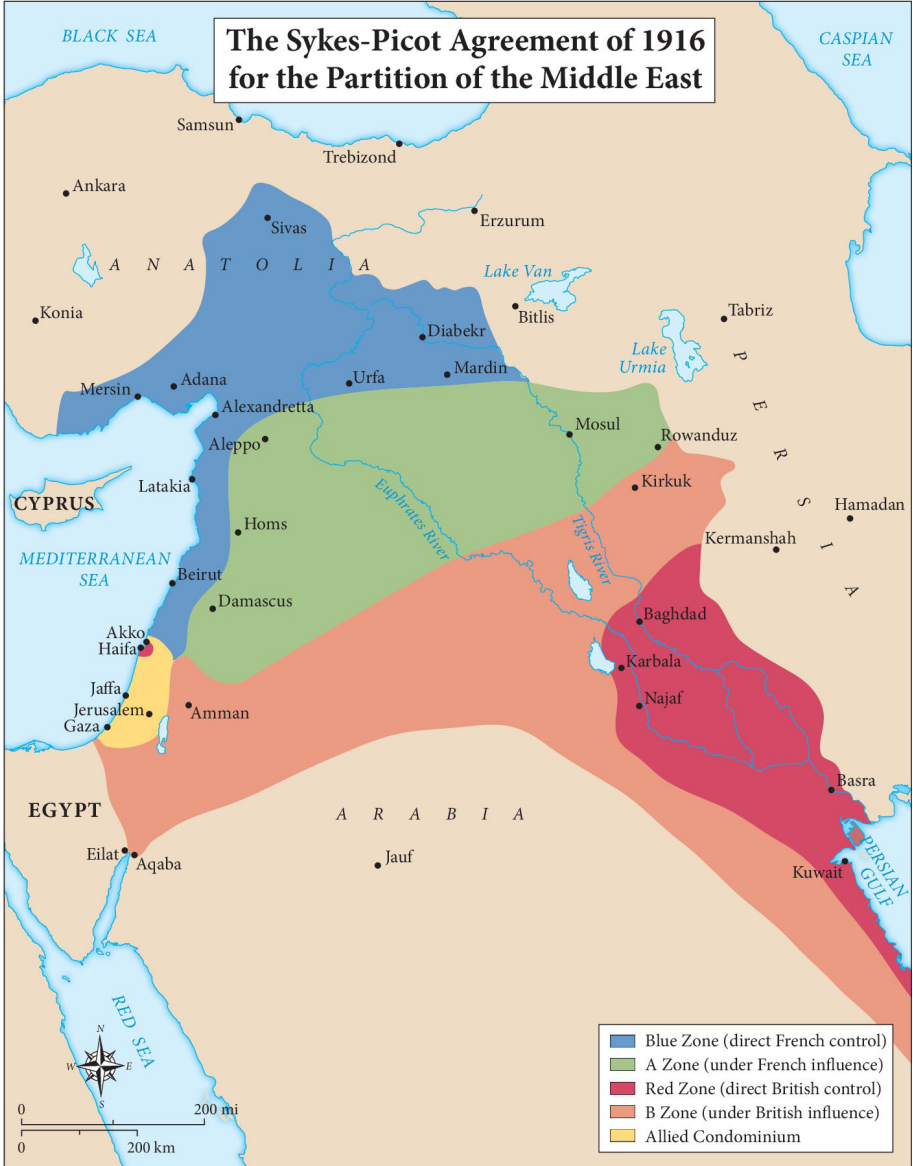 The Sykes-Picot Agreement of 1916
for the Partition of the Middle East
BLACK SEA
CASPIAN
SEA
Samsun
Trebizond
Ankara
Sivas
Erzurum
ANATOLIA
Lake Van
Konia
Bitlis
Tabriz
Diabekr
Lake
Urmia
PERSIA
Mersin
Adana
Urfa
Mardin
Alexandretta
Aleppo
Mosul
Rowanduz
Latakia
Kirkuk
CYPRUS
Euphrates River
Tigris River
Hamadan
Homs
Kermanshah
MEDITERRANEAN
SEA
Beirut
Damascus
Baghdad
Akko
Haifa
Karbala
Jaffa
Jerusalem
Gaza
Amman
Najaf
Basra
EGYPT
ARABIA
Eilat
Aqaba
Jauf
Kuwait
PERSIAN
GULF
RED SEA
N
W
E
S
0
200 mi
0
200 km
Blue Zone (direct French control)
A Zone (under French influence)
Red Zone (direct British control)
B Zone (under British influence)
Allied Condominium